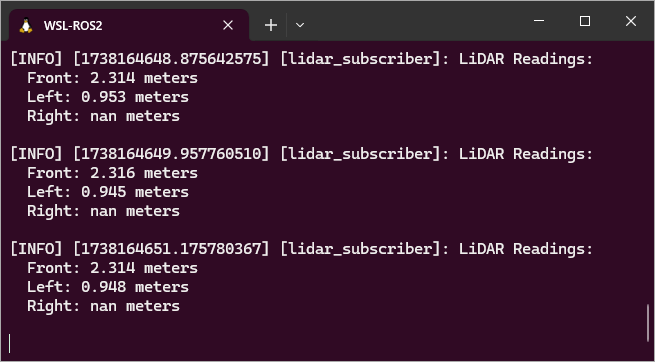 WSL-ROS2
[INFO] [1738164648.875642575] [lidar_subscriber]: LiDAR Readings:
  Front: 2.314 meters
  Left: 0.953 meters
  Right: nan meters
[INFO] [1738164649.957760510] [lidar_subscriber]: LiDAR Readings:
  Front: 2.316 meters
  Left: 0.945 meters
  Right: nan meters
[INFO] [1738164651.175780367] [lidar_subscriber]: LiDAR Readings:
  Front: 2.314 meters
  Left: 0.948 meters
  Right: nan meters